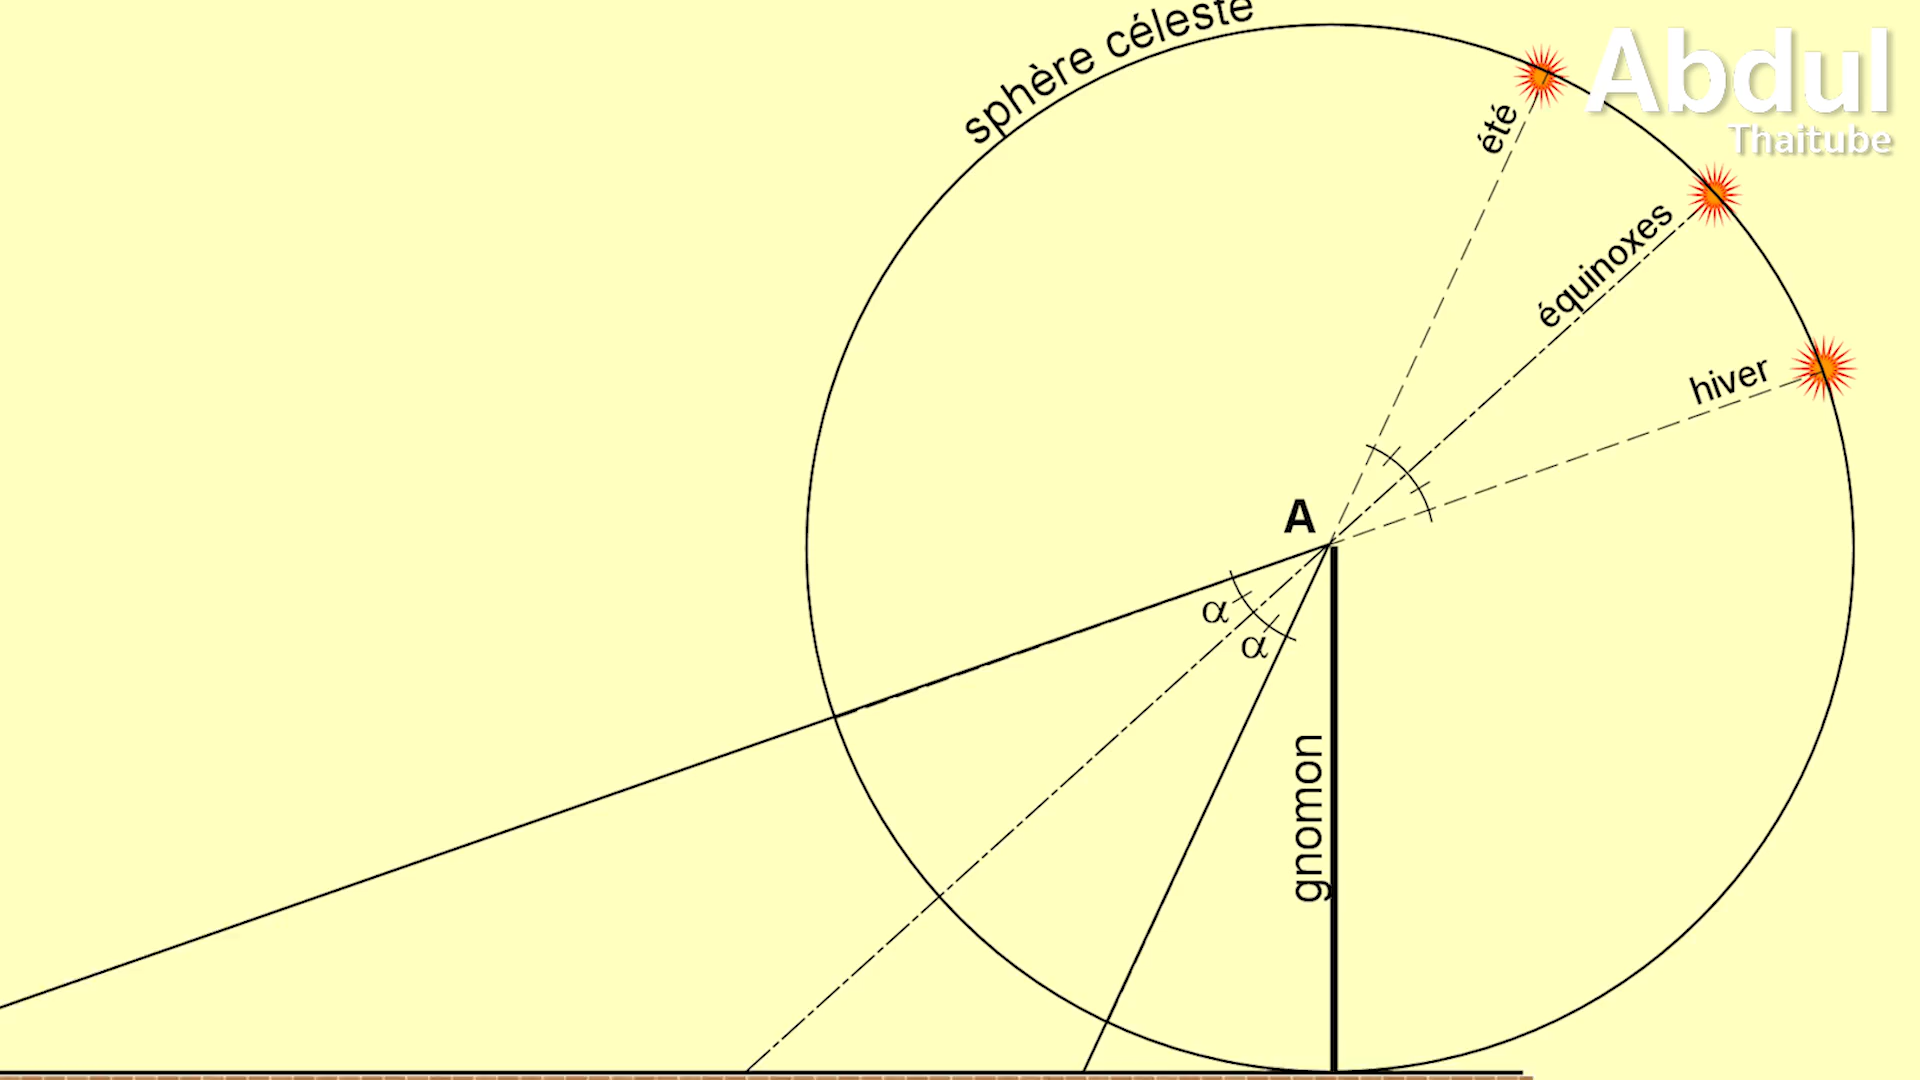 sphère céleste
Abdul
Thaitube
été
équinoxes
hiver
A
α
α
gnomon